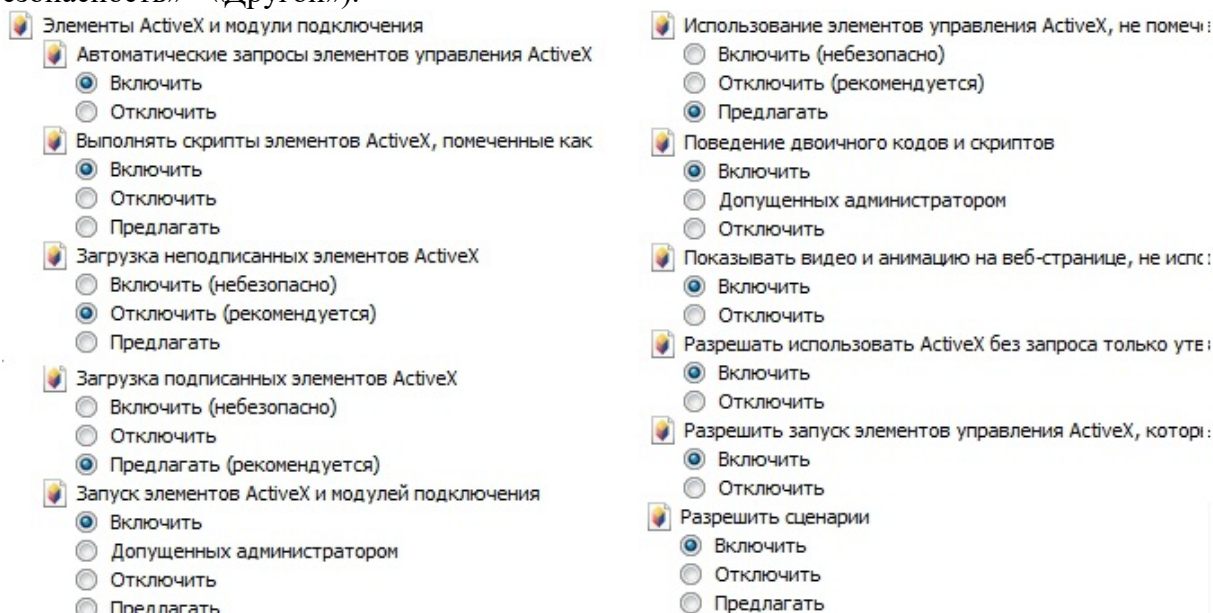 «Другой»).
Элементы ActiveX и модули подключения
Автоматические запросы элементов управления ActiveX
Включить
Отключить
Выполнять скрипты элементов ActiveX, помеченные как
Включить
Отключить
Предлагать
Загрузка неподписанных элементов ActiveX
Включить (небезопасно)
Отключить (рекомендуется)
Предлагать
Загрузка подписанных элементов ActiveX
Включить (небезопасно)
Отключить
Предлагать (рекомендуется)
Запуск элементов ActiveX и модулей подключения
Включить
Допущенных администратором
Отключить
Предлагать
Использование элементов управления ActiveX, не
Включить (небезопасно)
Отключить (рекомендуется)
Предлагать
Поведение двоичного кодов и скриптов
Включить
Допущенных администратором
Отключить
Показывать видео и анимацию на веб-странице, не
Включить
Отключить
Разрешать использовать ActiveX без запроса только
Включить
Отключить
Разрешить запуск элементов управления ActiveX,
Включить
Отключить
Разрешить сценарии
Включить
Отключить
Предлагать